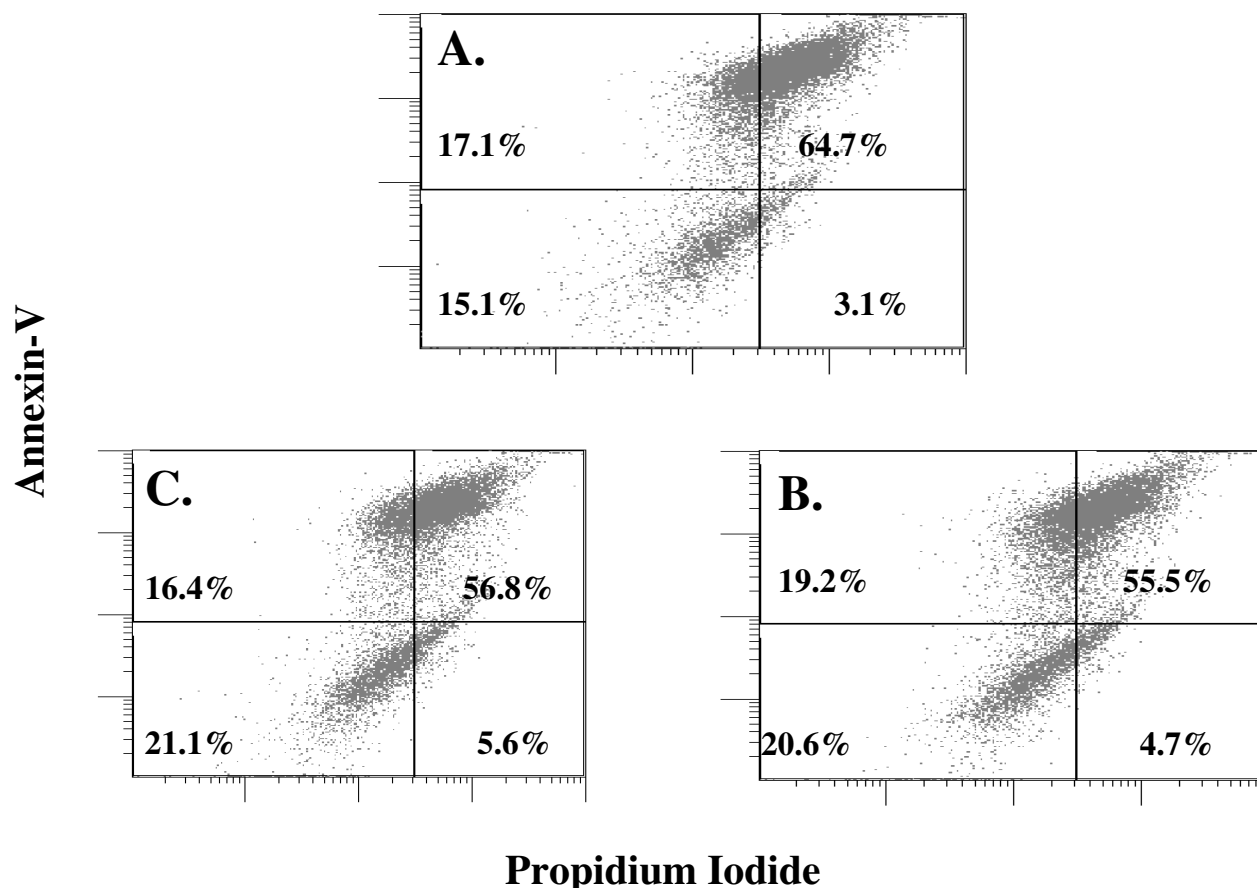 A.
17.1%
64.7%
15.1%
3.1%
Annexin-V
C.
16.4%
56.8%
21.1%
5.6%
B.
19.2%
55.5%
20.6%
4.7%
Propidium Iodide